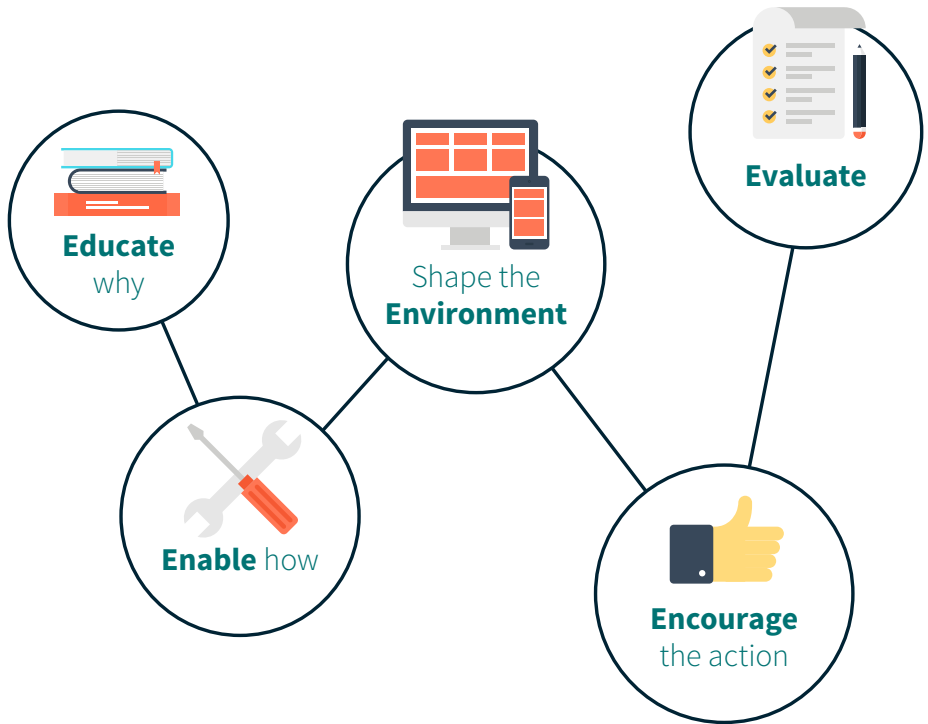 Educate
why
Enable how
Shape the
Environment
Encourage
the action
Evaluate